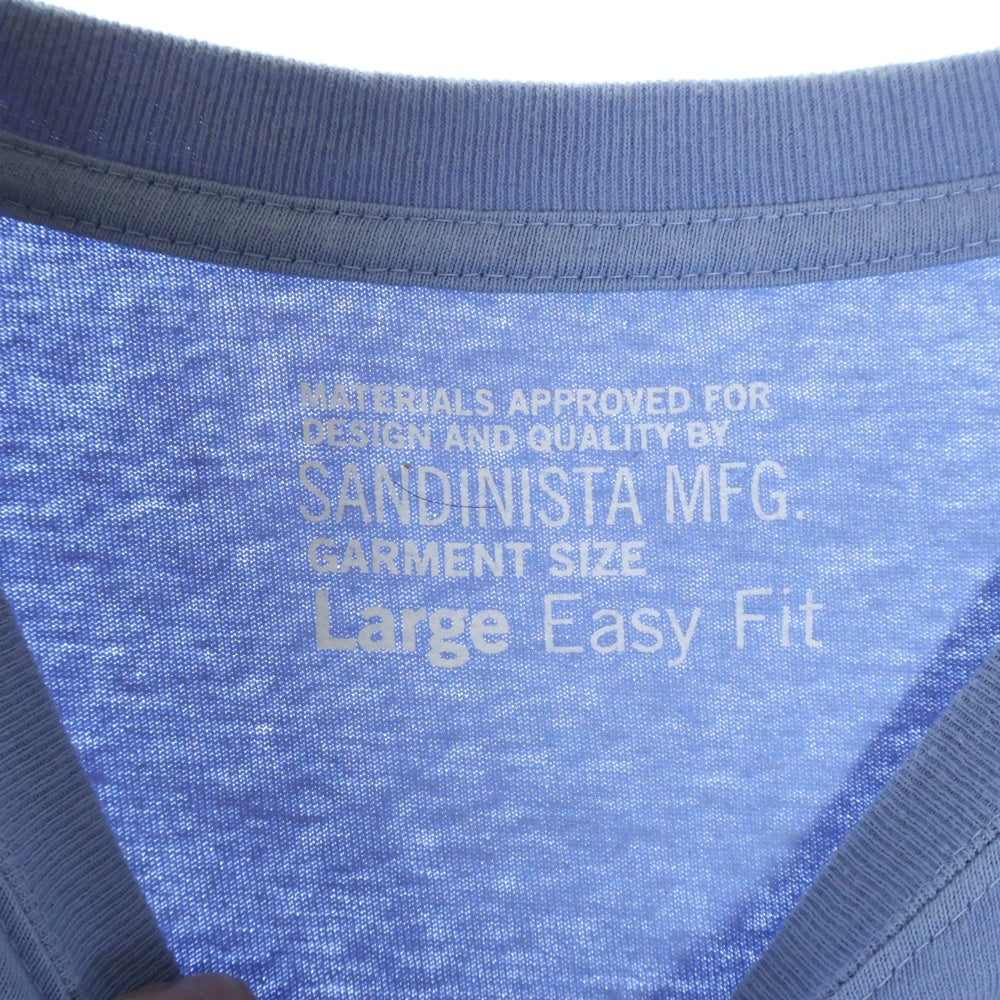 MATERIALS APPROVED FOR
DESIGN AND QUALITY BY
SANDINISTA MFG.
GARMENT SIZE
Large Easy Fit